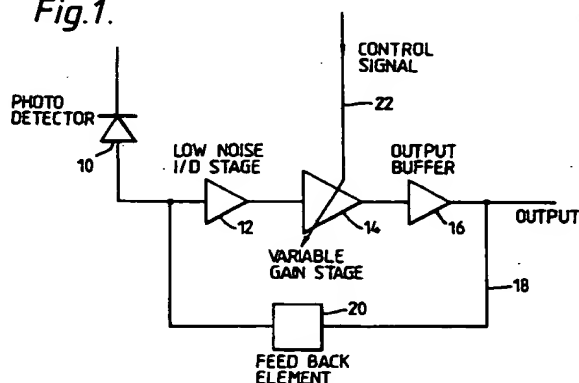 Fig.1.
CONTROL
SIGNAL
22
PHOTO
DETECTOR
10
LOW NOISE
I/D STAGE
12
14
VARIABLE
GAIN STAGE
OUTPUT
BUFFER
16
OUTPUT
18
20
FEED BACK
ELEMENT